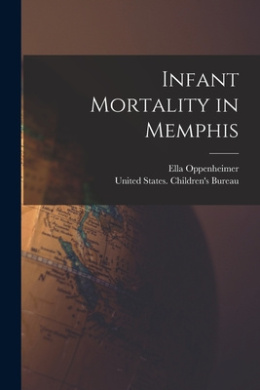 Infant
Mortality in
Memphis
Ella Oppenheimer
United States. Children's Bureau